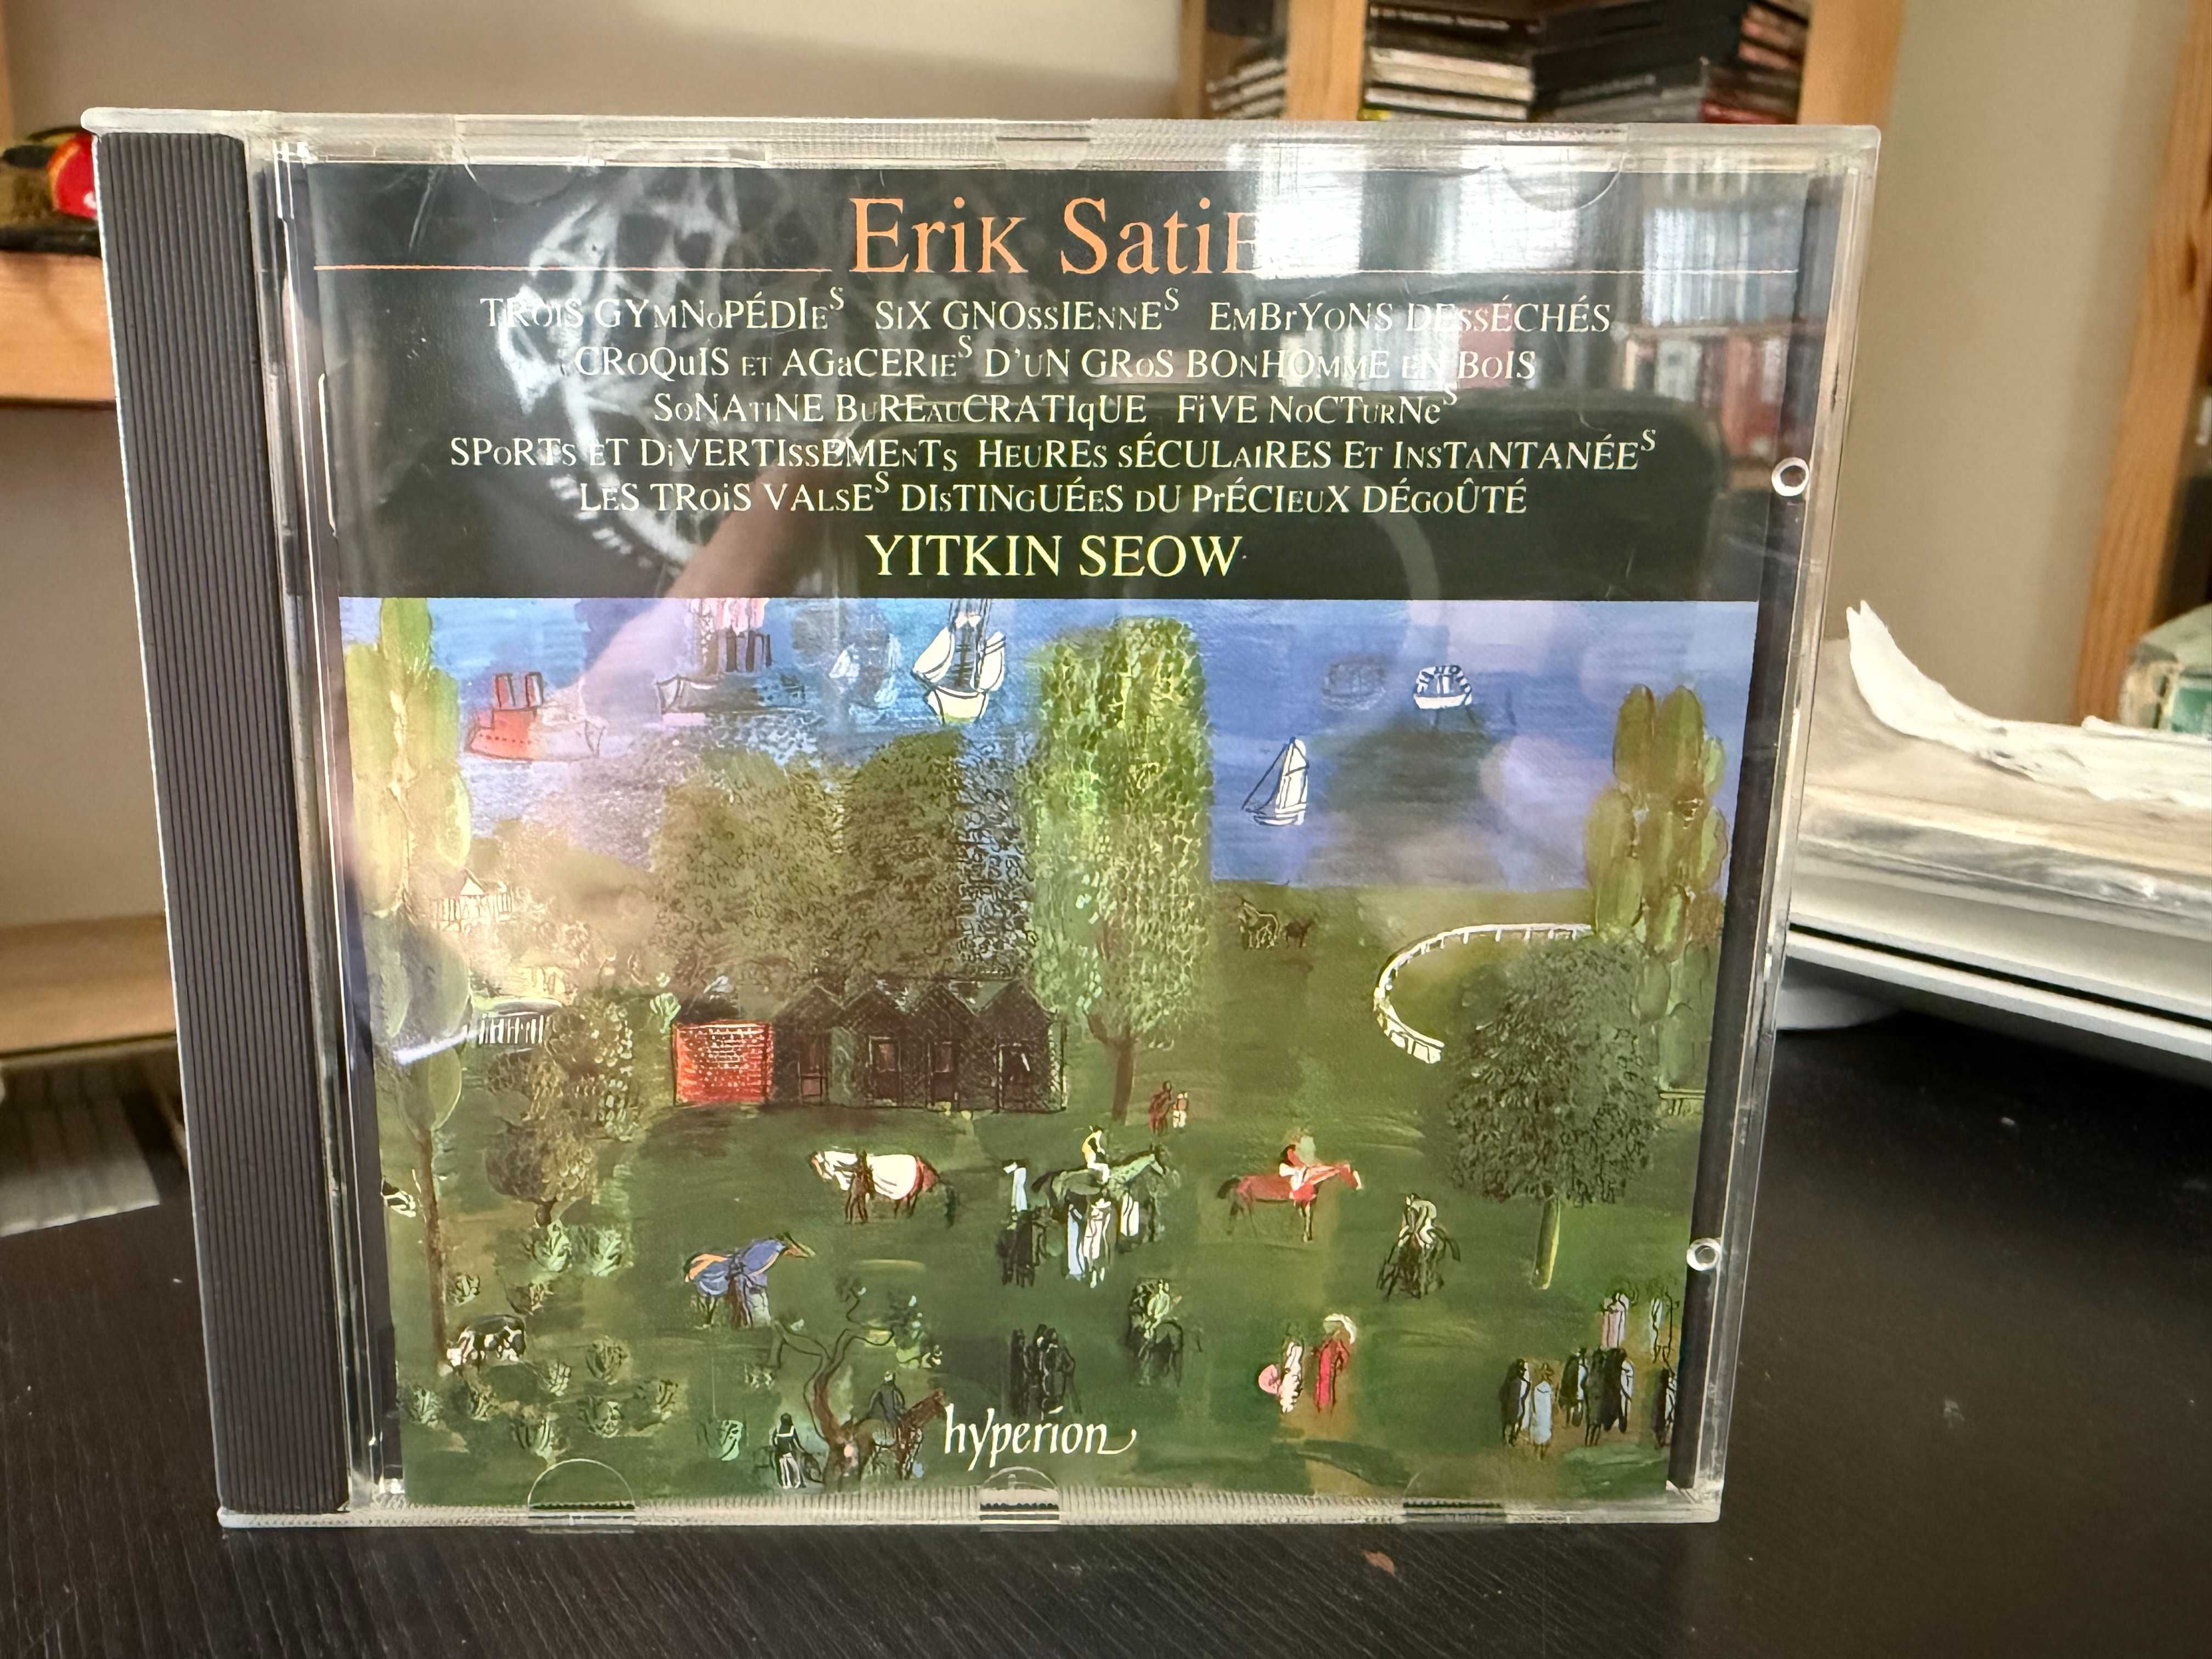 Erik SatiE
TROIS GYMNoPÉDIES SiX GNOssIENNES EMBrYONS DEssÉCHÉS
CROQuIS ET AGaCERIES D'uN GRoS BONHOMME EN BoIS
SoNATINE BuREAUCRATIqUE FiVE NoCTURNeS
SPoRTS ET DiVERTISSEMENTS HEURES SÉCULAIRES ET INSTANTANÉES
LES TROiS VALSES DIsTINGUÉES DU PrÉCIEUX DÉGOÛTÉ
YITKIN SEOW
hyperion